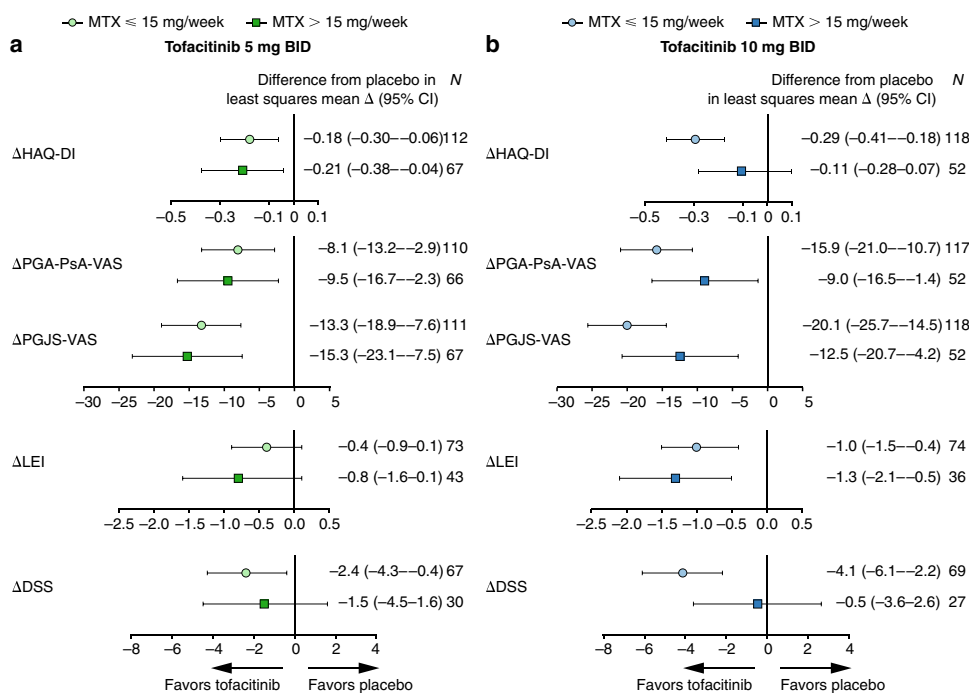 MTX ⩽ 15 mg/week MTX > 15 mg/week
a
Tofacitinib 5 mg BID
Difference from placebo in N
least squares mean Δ (95% CI)
ΔHAQ-DI
−0.18 (−0.30–−0.06) 112
−0.21 (−0.38–−0.04) 67
−0.5 −0.3 −0.1 0 0.1
ΔPGA-PsA-VAS
−8.1 (−13.2–−2.9) 110
−9.5 (−16.7–−2.3) 66
ΔPGJS-VAS
−13.3 (−18.9–−7.6) 111
−15.3 (−23.1–−7.5) 67
−30 −25 −20 −15 −10 −5 0 5
ΔLEI
−0.4 (−0.9–0.1) 73
−0.8 (−1.6–0.1) 43
−2.5 −2.0 −1.5 −1.0 −0.5 0.0 0.5
ΔDSS
−2.4 (−4.3–−0.4) 67
−1.5 (−4.5–1.6) 30
−8 −6 −4 −2 0 2 4
Favors tofacitinib Favors placebo
MTX ⩽ 15 mg/week MTX > 15 mg/week
b
Tofacitinib 10 mg BID
Difference from placebo N
in least squares mean Δ (95% CI)
ΔHAQ-DI
−0.29 (−0.41–−0.18) 118
−0.11 (−0.28–0.07) 52
−0.5 −0.3 −0.1 0 0.1
ΔPGA-PsA-VAS
−15.9 (−21.0–−10.7) 117
−9.0 (−16.5–−1.4) 52
ΔPGJS-VAS
−20.1 (−25.7–−14.5) 118
−12.5 (−20.7–−4.2) 52
−30 −25 −20 −15 −10 −5 0 5
ΔLEI
−1.0 (−1.5–−0.4) 74
−1.3 (−2.1–−0.5) 36
−2.5 −2.0 −1.5 −1.0 −0.5 0.0 0.5
ΔDSS
−4.1 (−6.1–−2.2) 69
−0.5 (−3.6–2.6) 27
−8 −6 −4 −2 0 2 4
Favors tofacitinib Favors placebo